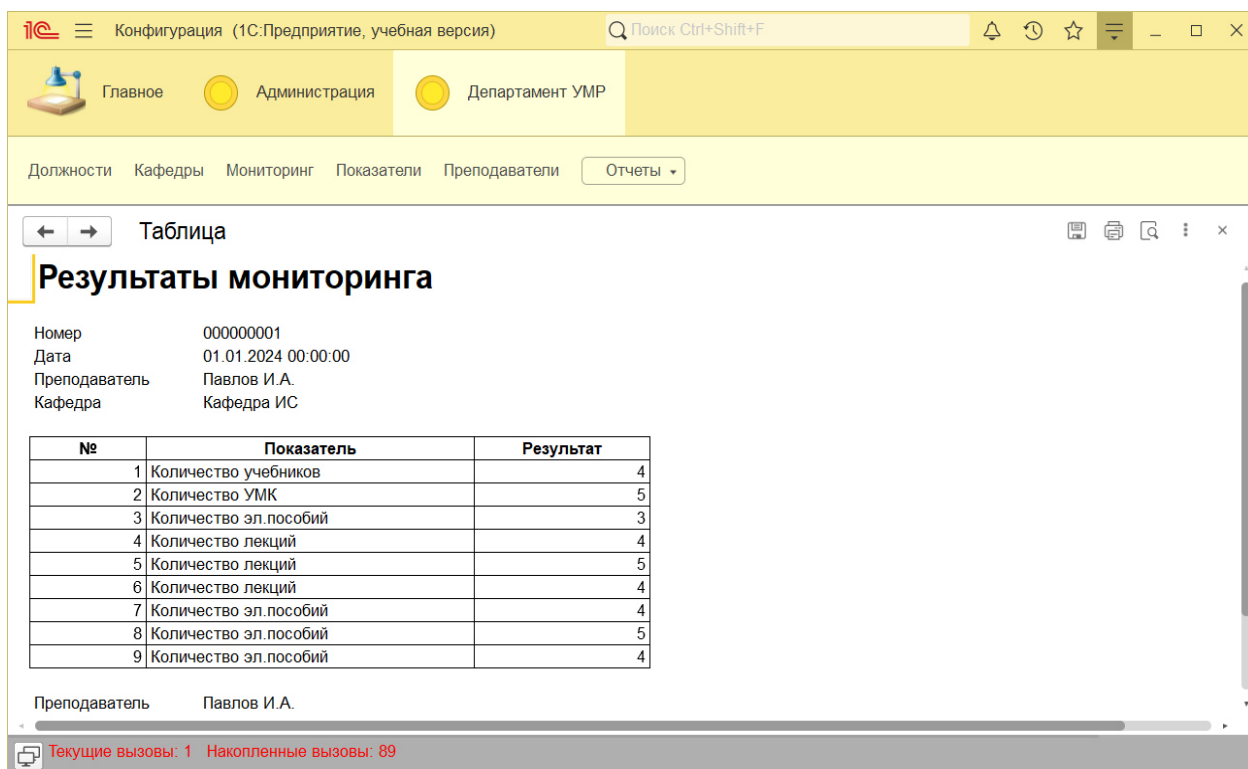 1С Конфигурация (1С:Предприятие, учебная версия) Поиск Ctrl+Shift+F
Главное Администрация Департамент УМР
Должности Кафедры Мониторинг Показатели Преподаватели Отчеты
Таблица
Результаты мониторинга
Номер 000000001
Дата 01.01.2024 00:00:00
Преподаватель Павлов И.А.
Кафедра Кафедра ИС
№ Показатель Результат
1 Количество учебников 4
2 Количество УМК 5
3 Количество эл.пособий 3
4 Количество лекций 4
5 Количество лекций 5
6 Количество лекций 4
7 Количество эл.пособий 4
8 Количество эл.пособий 5
9 Количество эл.пособий 4
Преподаватель Павлов И.А.
Текущие вызовы: 1 Накопленные вызовы: 89